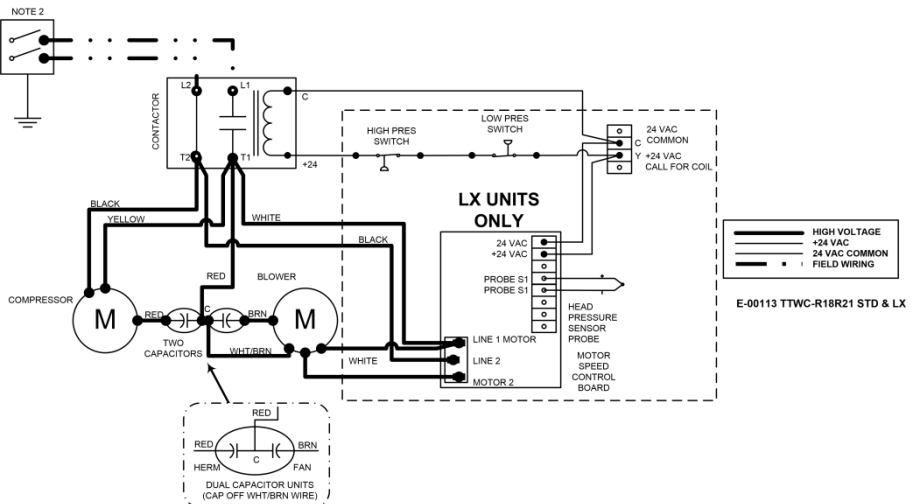 NOTE 2
L2
L1
CONTACTOR
C
T2
T1
+24
HIGH PRES
SWITCH
LOW PRES
SWITCH
24 VAC
COMMON
C
Y
+24 VAC
CALL FOR COIL
BLACK
YELLOW
WHITE
BLACK
LX UNITS
ONLY
24 VAC
+24 VAC
PROBE S1
PROBE S1
HEAD
PRESSURE
SENSOR
PROBE
HIGH VOLTAGE
+24 VAC
24 VAC COMMON
FIELD WIRING
E-00113 TTWC-R18R21 STD & LX
RED
BLOWER
COMPRESSOR
M
RED
C
BRN
M
TWO
CAPACITORS
WHT/BRN
WHITE
LINE 1 MOTOR
LINE 2
MOTOR 2
MOTOR
SPEED
CONTROL
BOARD
RED
RED
C
BRN
HERM
FAN
DUAL CAPACITOR UNITS
(CAP OFF WHT/BRN WIRE)